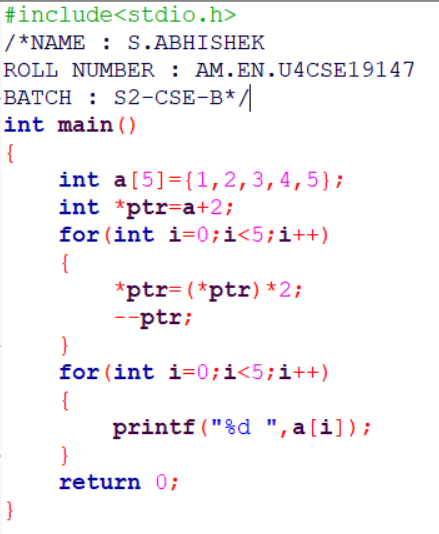 #include<stdio.h>
/*NAME : S.ABHISHEK
ROLL NUMBER : AM.EN.U4CSE19147
BATCH : S2-CSE-B*/
int main()
{
    int a[5]={1,2,3,4,5};
    int *ptr=a+2;
    for(int i=0;i<5;i++)
    {
        *ptr=(*ptr)*2;
        --ptr;
    }
    for(int i=0;i<5;i++)
    {
        printf("%d ",a[i]);
    }
    return 0;
}